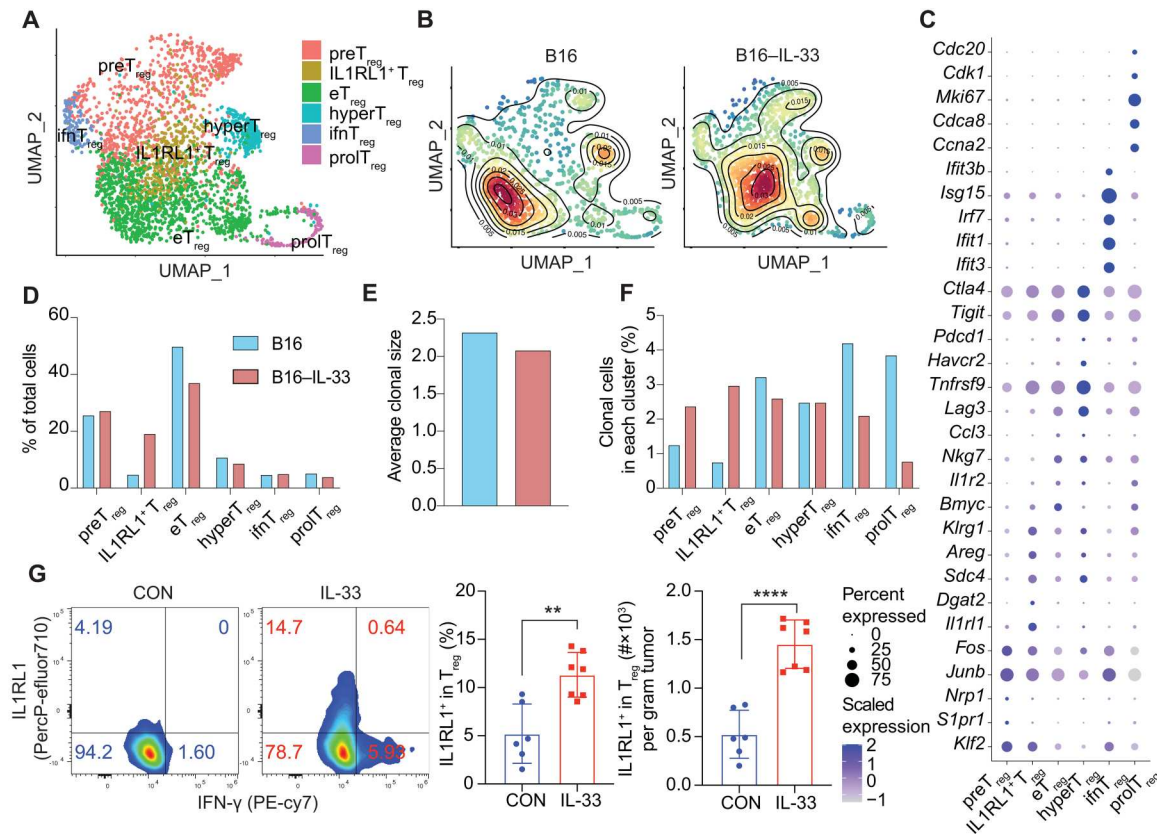 A
preTreg
IL1RL1+ Treg
eTreg
hyperTreg
ifnTreg
prolTreg
preTreg
hyperTreg
ifnTreg
IL1RL1+ Treg
eTreg
prolTreg
UMAP_2
UMAP_1
B
B16
B16–IL-33
UMAP_2
UMAP_1
UMAP_1
C
Cdc20
Cdk1
Mki67
Cdca8
Ccna2
Ifit3b
Isg15
Irf7
Ifit1
Ifit3
Ctla4
Tigit
Pdcd1
Havcr2
Tnfrsf9
Lag3
Ccl3
Nkg7
Il1r2
Bmyc
Klrg1
Areg
Sdc4
Dgat2
Il1rl1
Fos
Junb
Nrp1
S1pr1
Klf2
preTreg
IL1RL1+ Treg
eTreg
hyperTreg
ifnTreg
prolTreg
Percent
expressed
0
25
50
75
Scaled
expression
2
1
0
−1
D
% of total cells
60
40
20
0
B16
B16–IL-33
preTreg
IL1RL1+ Treg
eTreg
hyperTreg
ifnTreg
prolTreg
E
Average clonal size
2.5
2.0
1.5
1.0
0.5
0.0
F
Clonal cells
in each cluster (%)
5
4
3
2
1
0
preTreg
IL1RL1+ Treg
eTreg
hyperTreg
ifnTreg
prolTreg
G
CON
IL-33
4.19
0
94.2
1.60
14.7
0.64
78.7
5.93
IL1RL1
(PercP-efluor710)
IFN-γ (PE-cy7)
IL1RL1+ in Treg (%)
20
15
10
5
0
**
CON
IL-33
IL1RL1+ in Treg (#×10³)
per gram tumor
2.0
1.5
1.0
0.5
0.0
****
CON
IL-33